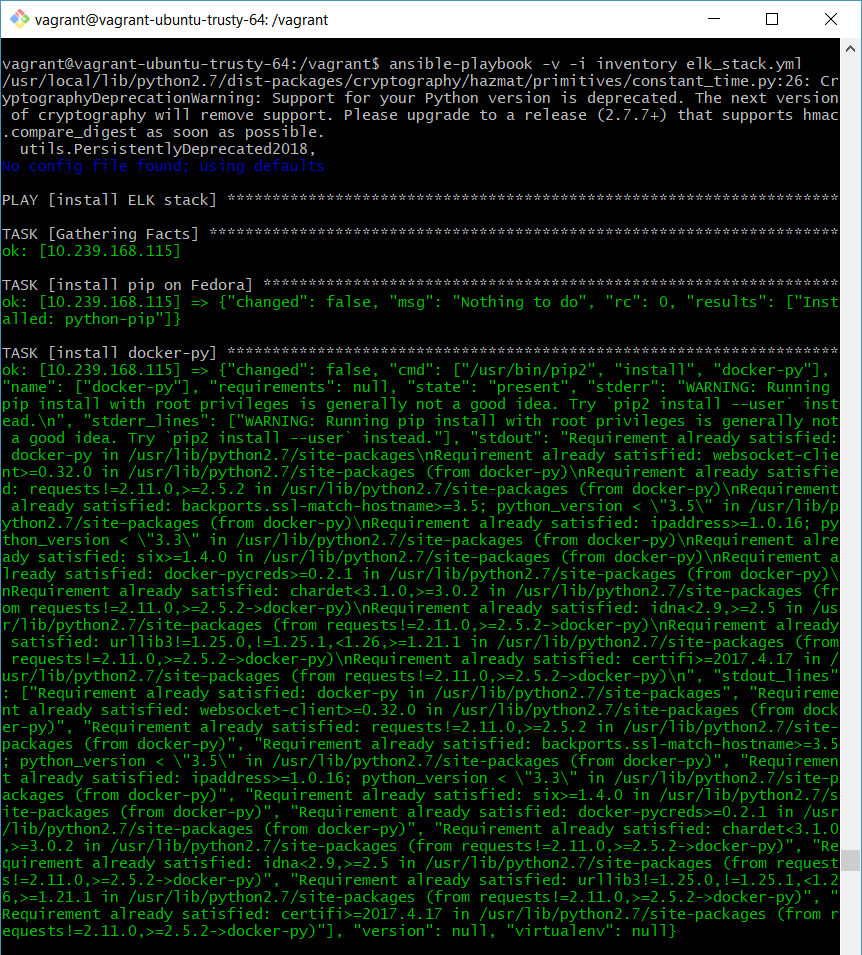 vagrant@vagrant-ubuntu-trusty-64: /vagrant
vagrant@vagrant-ubuntu-trusty-64:/vagrant$ ansible-playbook -v -i inventory elk_stack.yml
/usr/local/lib/python2.7/dist-packages/cryptography/hazmat/primitives/constant_time.py:26: Cr
yptographyDeprecationWarning: Support for your Python version is deprecated. The next version
 of cryptography will remove support. Please upgrade to a release (2.7.7+) that supports hmac
.compare_digest as soon as possible.
  utils.PersistentlyDeprecated2018,
No config file found; using defaults
PLAY [install ELK stack] ********************************************************************
TASK [Gathering Facts] **********************************************************************
ok: [10.239.168.115]
TASK [install pip on Fedora] ****************************************************************
ok: [10.239.168.115] => {"changed": false, "msg": "Nothing to do", "rc": 0, "results": ["Inst
alled: python-pip"]}
TASK [install docker-py] ********************************************************************
ok: [10.239.168.115] => {"changed": false, "cmd": ["/usr/bin/pip2", "install", "docker-py"],
"name": ["docker-py"], "requirements": null, "state": "present", "stderr": "WARNING: Running
pip install with root privileges is generally not a good idea. Try `pip2 install --user` inst
ead.\n", "stderr_lines": ["WARNING: Running pip install with root privileges is generally not
 a good idea. Try `pip2 install --user` instead."], "stdout": "Requirement already satisfied:
 docker-py in /usr/lib/python2.7/site-packages\nRequirement already satisfied: websocket-clie
nt>=0.32.0 in /usr/lib/python2.7/site-packages (from docker-py)\nRequirement already satisfie
d: requests!=2.11.0,>=2.5.2 in /usr/lib/python2.7/site-packages (from docker-py)\nRequirement
 already satisfied: backports.ssl-match-hostname>=3.5; python_version < \"3.5\" in /usr/lib/p
ython2.7/site-packages (from docker-py)\nRequirement already satisfied: ipaddress>=1.0.16; py
thon_version < \"3.3\" in /usr/lib/python2.7/site-packages (from docker-py)\nRequirement alre
ady satisfied: six>=1.4.0 in /usr/lib/python2.7/site-packages (from docker-py)\nRequirement a
lready satisfied: docker-pycreds>=0.2.1 in /usr/lib/python2.7/site-packages (from docker-py)\
nRequirement already satisfied: chardet<3.1.0,>=3.0.2 in /usr/lib/python2.7/site-packages (fr
om requests!=2.11.0,>=2.5.2->docker-py)\nRequirement already satisfied: idna<2.9,>=2.5 in /us
r/lib/python2.7/site-packages (from requests!=2.11.0,>=2.5.2->docker-py)\nRequirement already
 satisfied: urllib3!=1.25.0,!=1.25.1,<1.26,>=1.21.1 in /usr/lib/python2.7/site-packages (from
 requests!=2.11.0,>=2.5.2->docker-py)\nRequirement already satisfied: certifi>=2017.4.17 in /
usr/lib/python2.7/site-packages (from requests!=2.11.0,>=2.5.2->docker-py)\n", "stdout_lines"
: ["Requirement already satisfied: docker-py in /usr/lib/python2.7/site-packages", "Requireme
nt already satisfied: websocket-client>=0.32.0 in /usr/lib/python2.7/site-packages (from dock
er-py)", "Requirement already satisfied: requests!=2.11.0,>=2.5.2 in /usr/lib/python2.7/site-
packages (from docker-py)", "Requirement already satisfied: backports.ssl-match-hostname>=3.5
; python_version < \"3.5\" in /usr/lib/python2.7/site-packages (from docker-py)", "Requiremen
t already satisfied: ipaddress>=1.0.16; python_version < \"3.3\" in /usr/lib/python2.7/site-p
ackages (from docker-py)", "Requirement already satisfied: six>=1.4.0 in /usr/lib/python2.7/s
ite-packages (from docker-py)", "Requirement already satisfied: docker-pycreds>=0.2.1 in /usr
/lib/python2.7/site-packages (from docker-py)", "Requirement already satisfied: chardet<3.1.0
,>=3.0.2 in /usr/lib/python2.7/site-packages (from requests!=2.11.0,>=2.5.2->docker-py)", "Re
quirement already satisfied: idna<2.9,>=2.5 in /usr/lib/python2.7/site-packages (from request
s!=2.11.0,>=2.5.2->docker-py)", "Requirement already satisfied: urllib3!=1.25.0,!=1.25.1,<1.2
6,>=1.21.1 in /usr/lib/python2.7/site-packages (from requests!=2.11.0,>=2.5.2->docker-py)", "
Requirement already satisfied: certifi>=2017.4.17 in /usr/lib/python2.7/site-packages (from r
equests!=2.11.0,>=2.5.2->docker-py)"], "version": null, "virtualenv": null}